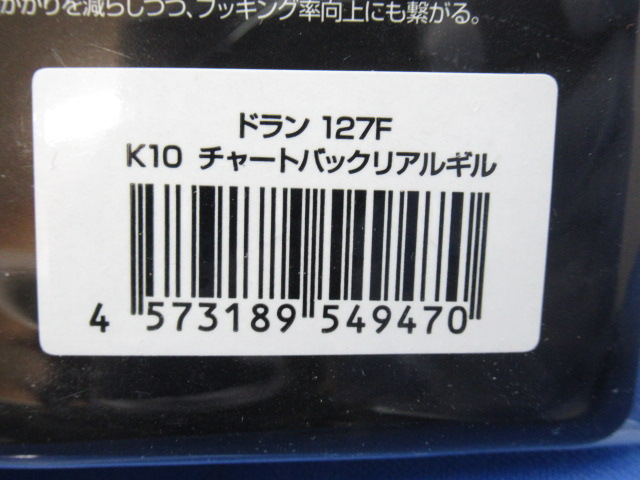 かかりを減らしつつ、フッキング率向上にも繋がる。
ドラン 127F
K10 チャートバックリアルギル
4 573189 549470